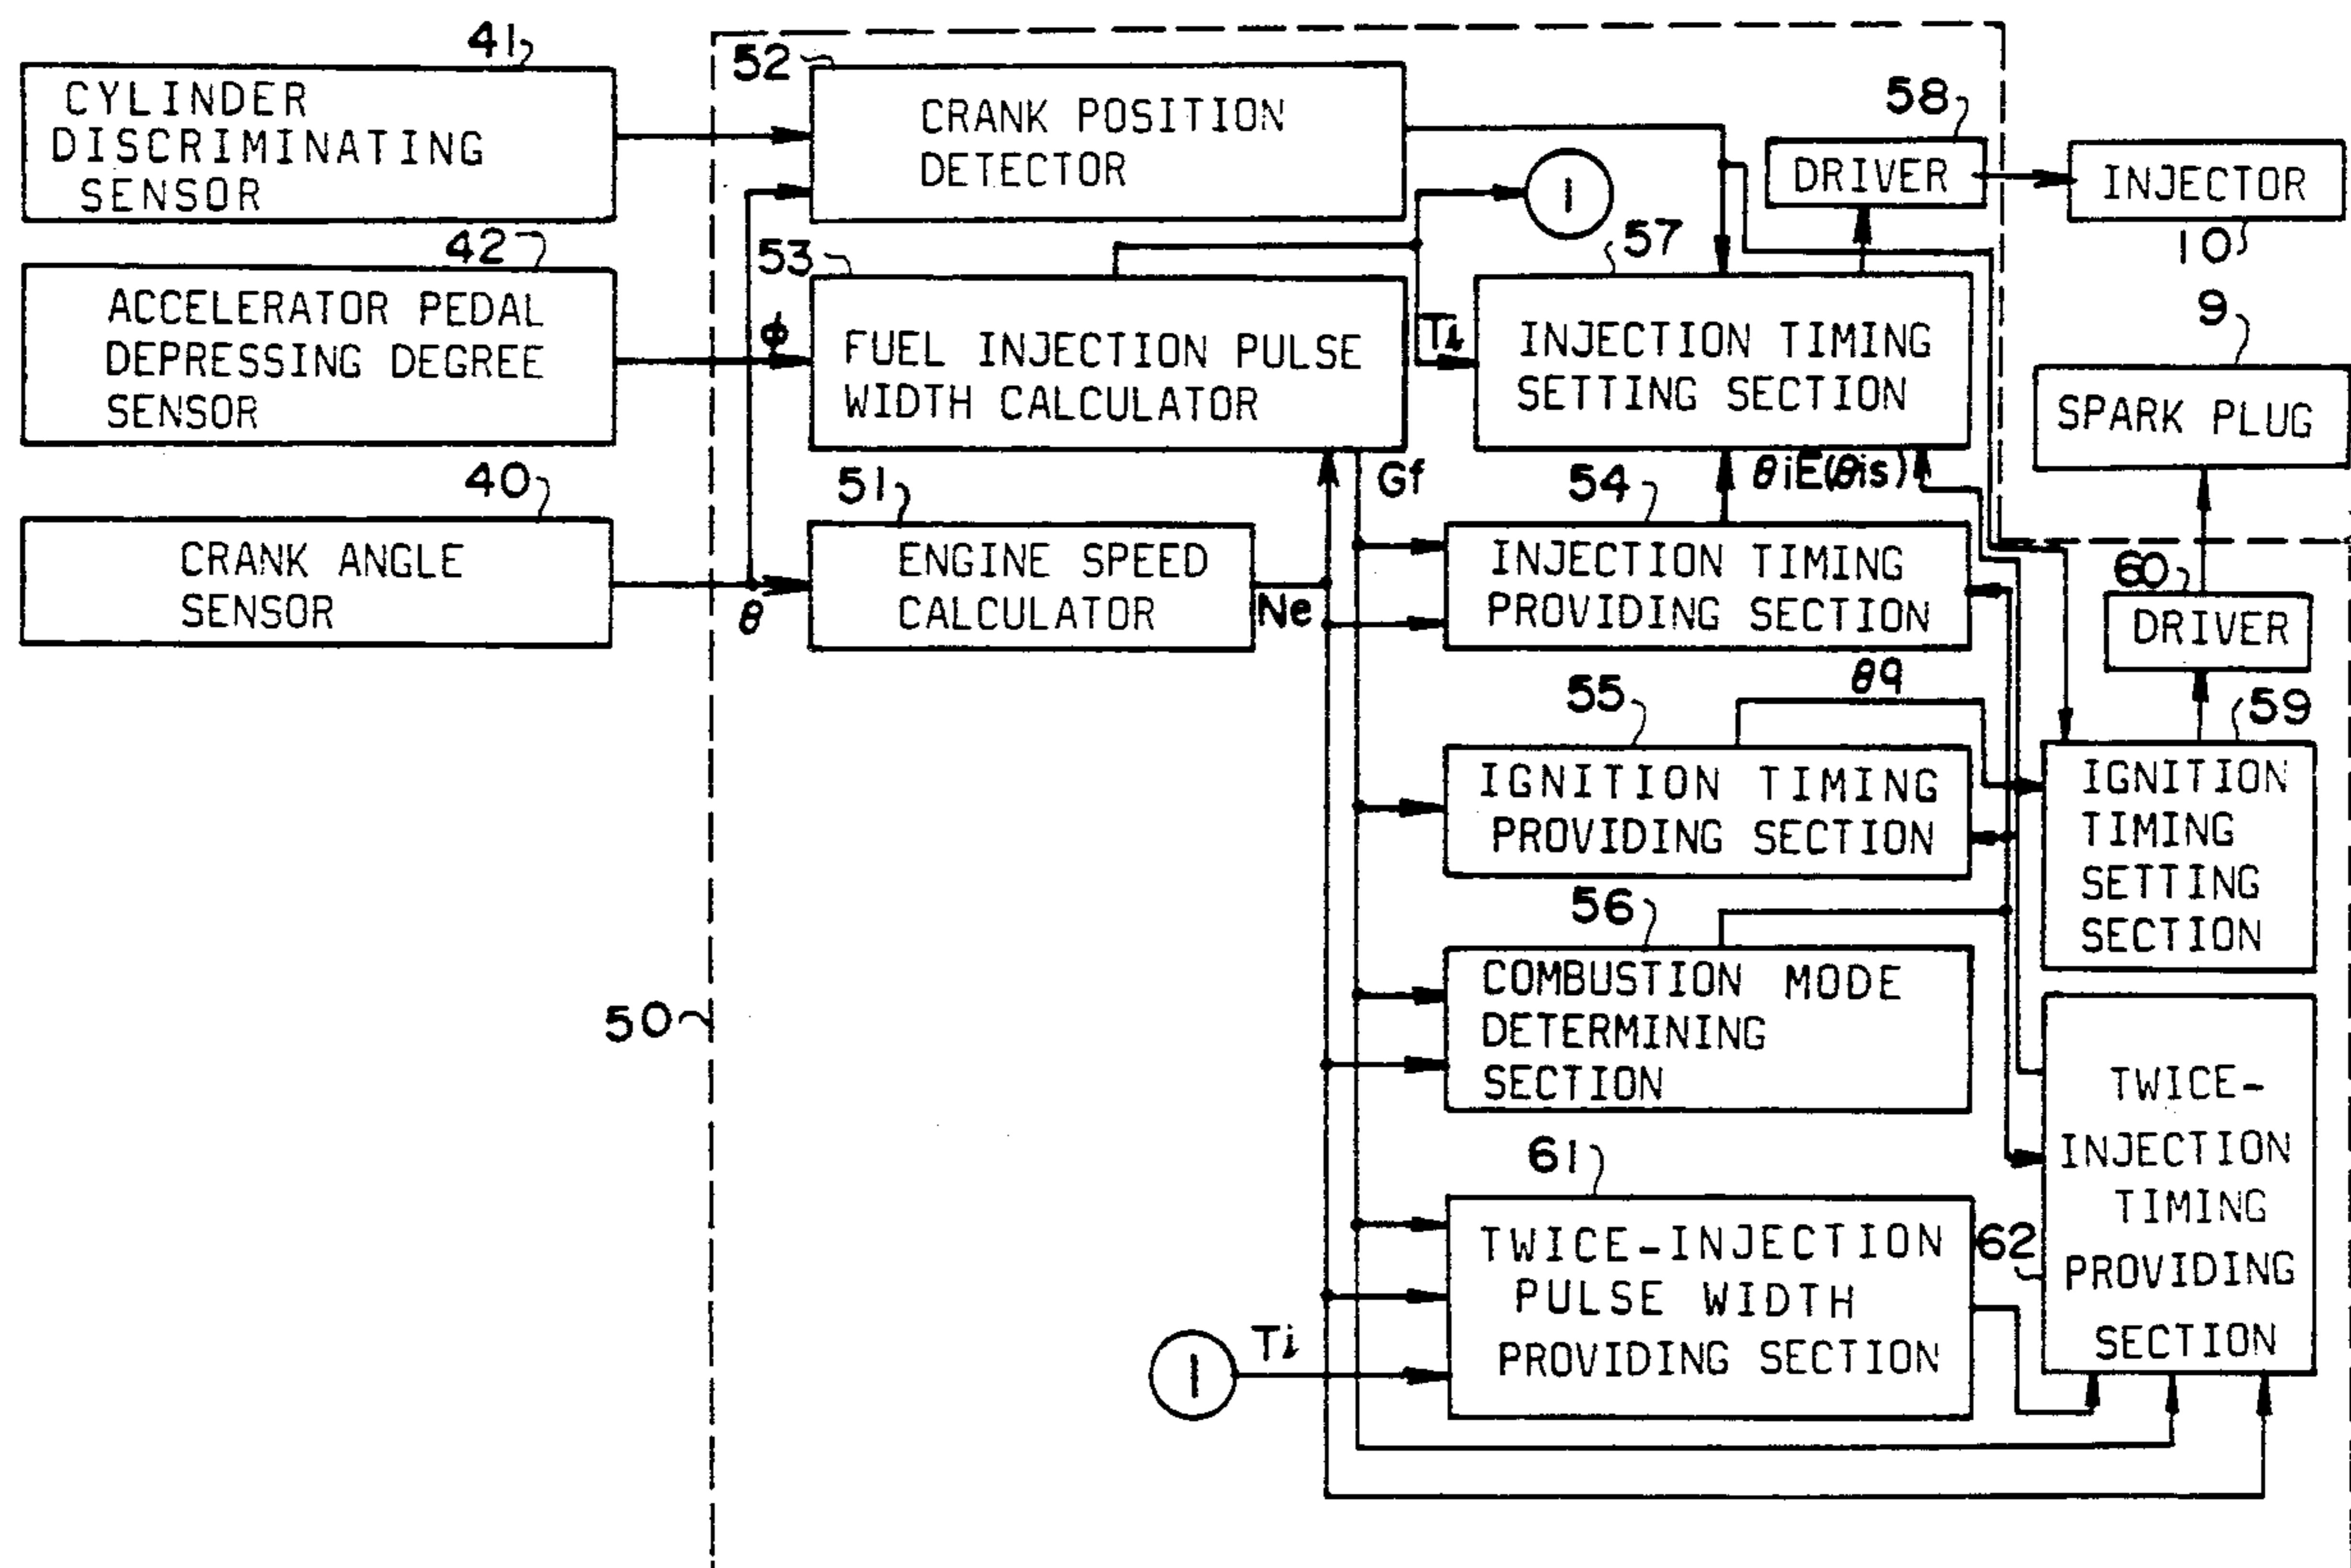 41
CYLINDER
DISCRIMINATING
SENSOR
42
ACCELERATOR PEDAL
DEPRESSING DEGREE
SENSOR
40
CRANK ANGLE
SENSOR
50
52
CRANK POSITION
DETECTOR
53
ϕ
FUEL INJECTION PULSE
WIDTH CALCULATOR
51
θ
ENGINE SPEED
CALCULATOR
Ne
Gf
1
Ti
57
INJECTION TIMING
SETTING SECTION
58
DRIVER
INJECTOR
10
9
SPARK PLUG
θiE(θis)
54
INJECTION TIMING
PROVIDING SECTION
60
DRIVER
55
θg
IGNITION TIMING
PROVIDING SECTION
59
IGNITION
TIMING
SETTING
SECTION
56
COMBUSTION MODE
DETERMINING
SECTION
61
TWICE-INJECTION
PULSE WIDTH
PROVIDING SECTION
1
Ti
62
TWICE-
INJECTION
TIMING
PROVIDING
SECTION